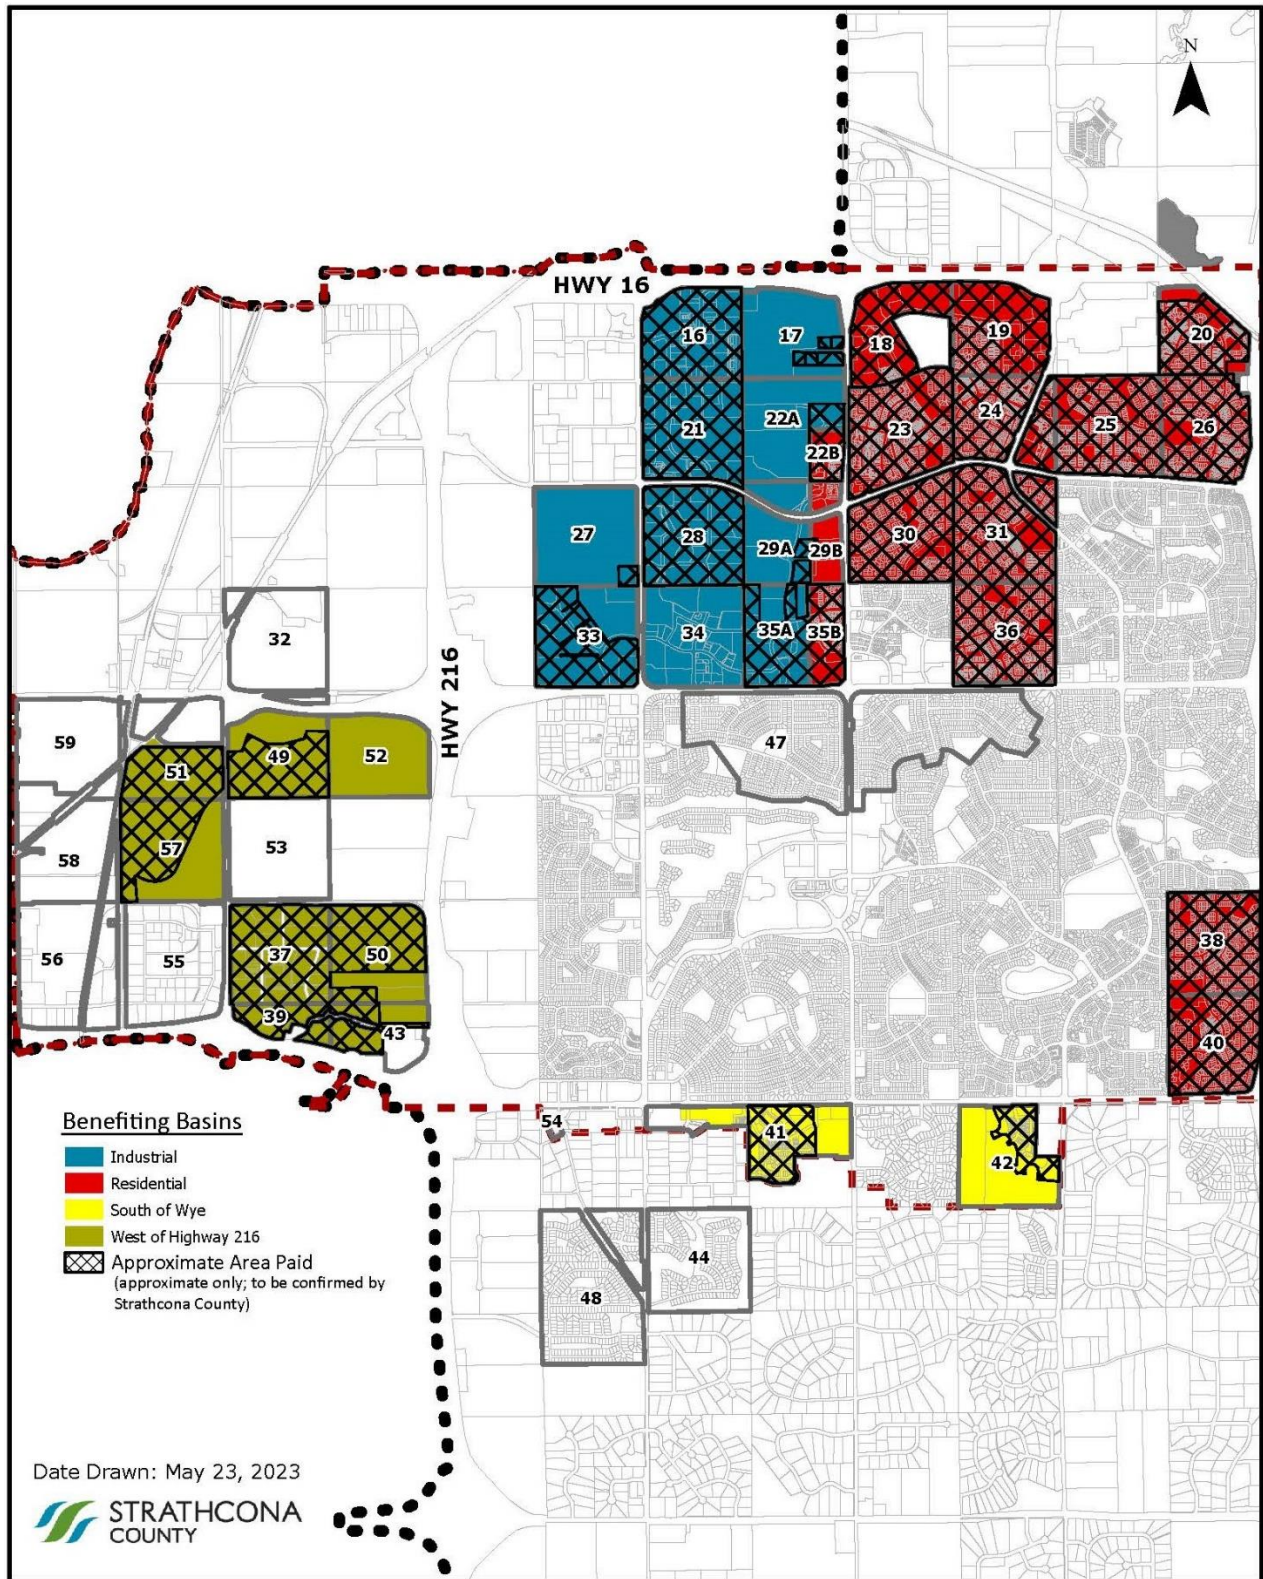 N
HWY 16
16
17
18
19
20
21
22A
22B
23
24
25
26
27
28
29A
29B
30
31
32
33
34
35A
35B
36
HWY 216
59
51
49
52
47
58
57
53
56
55
37
50
38
39
43
40
54
41
42
44
48
Benefiting Basins
Industrial
Residential
South of Wye
West of Highway 216
Approximate Area Paid
(approximate only; to be confirmed by
Strathcona County)
Date Drawn: May 23, 2023
STRATHCONA
COUNTY